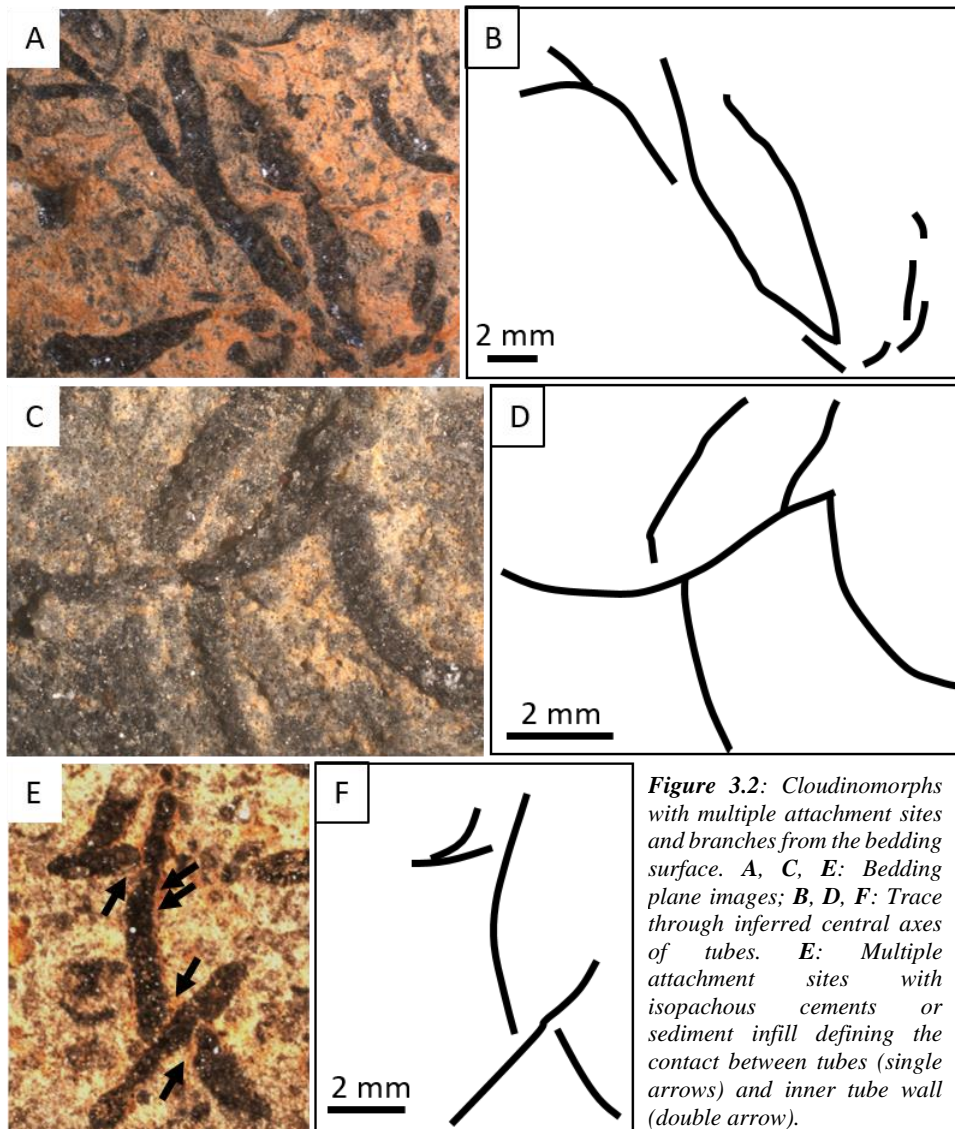 A
B
2 mm
C
D
2 mm
E
F
2 mm
Figure 3.2: Cloudinomorphs
with multiple attachment sites
and branches from the bedding
surface. A, C, E: Bedding
plane images; B, D, F: Trace
through inferred central axes
of tubes. E: Multiple
attachment sites with
isopachous cements or
sediment infill defining the
contact between tubes (single
arrows) and inner tube wall
(double arrow).